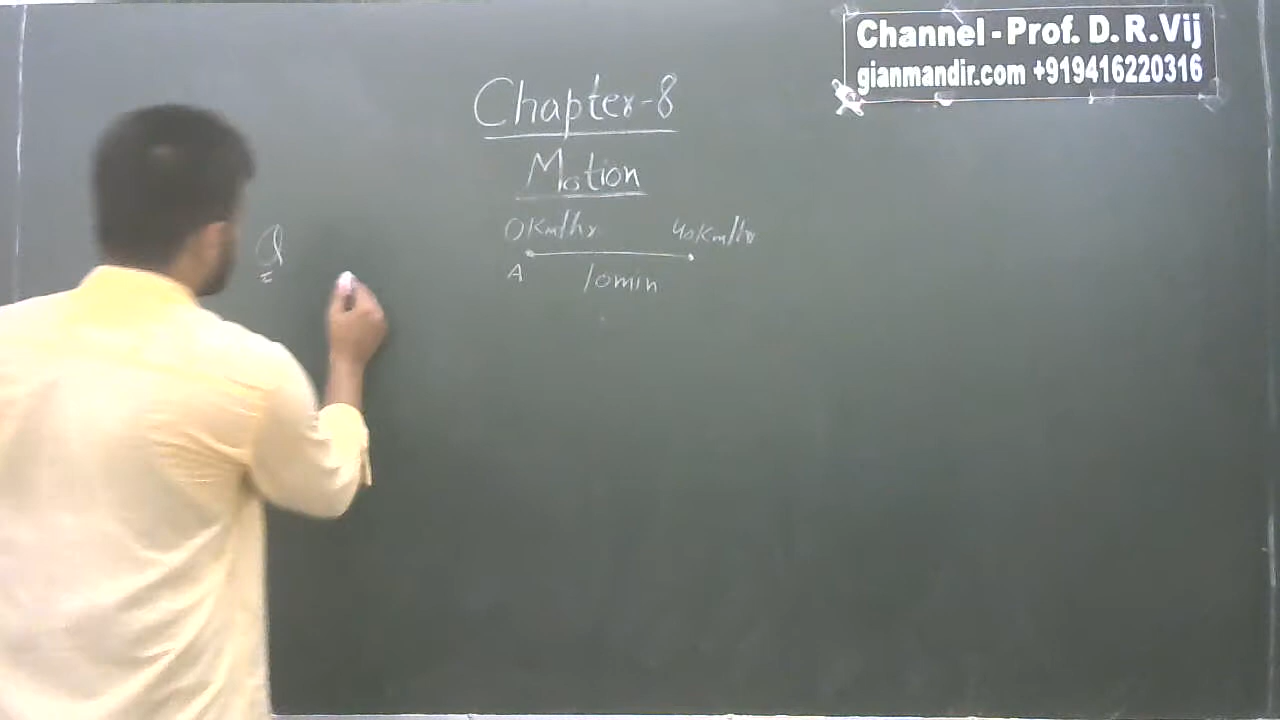 Channel - Prof. D. R. Vij
gianmandir.com +919416220316
Chapter-8
Motion
0Km/hr 40Km/hr
Q
A 10min